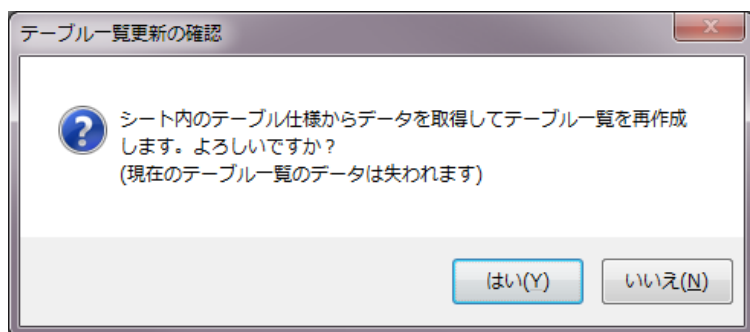 テーブル一覧更新の確認
シート内のテーブル仕様からデータを取得してテーブル一覧を再作成
します。よろしいですか？
(現在のテーブル一覧のデータは失われます)
はい(Y)
いいえ(N)